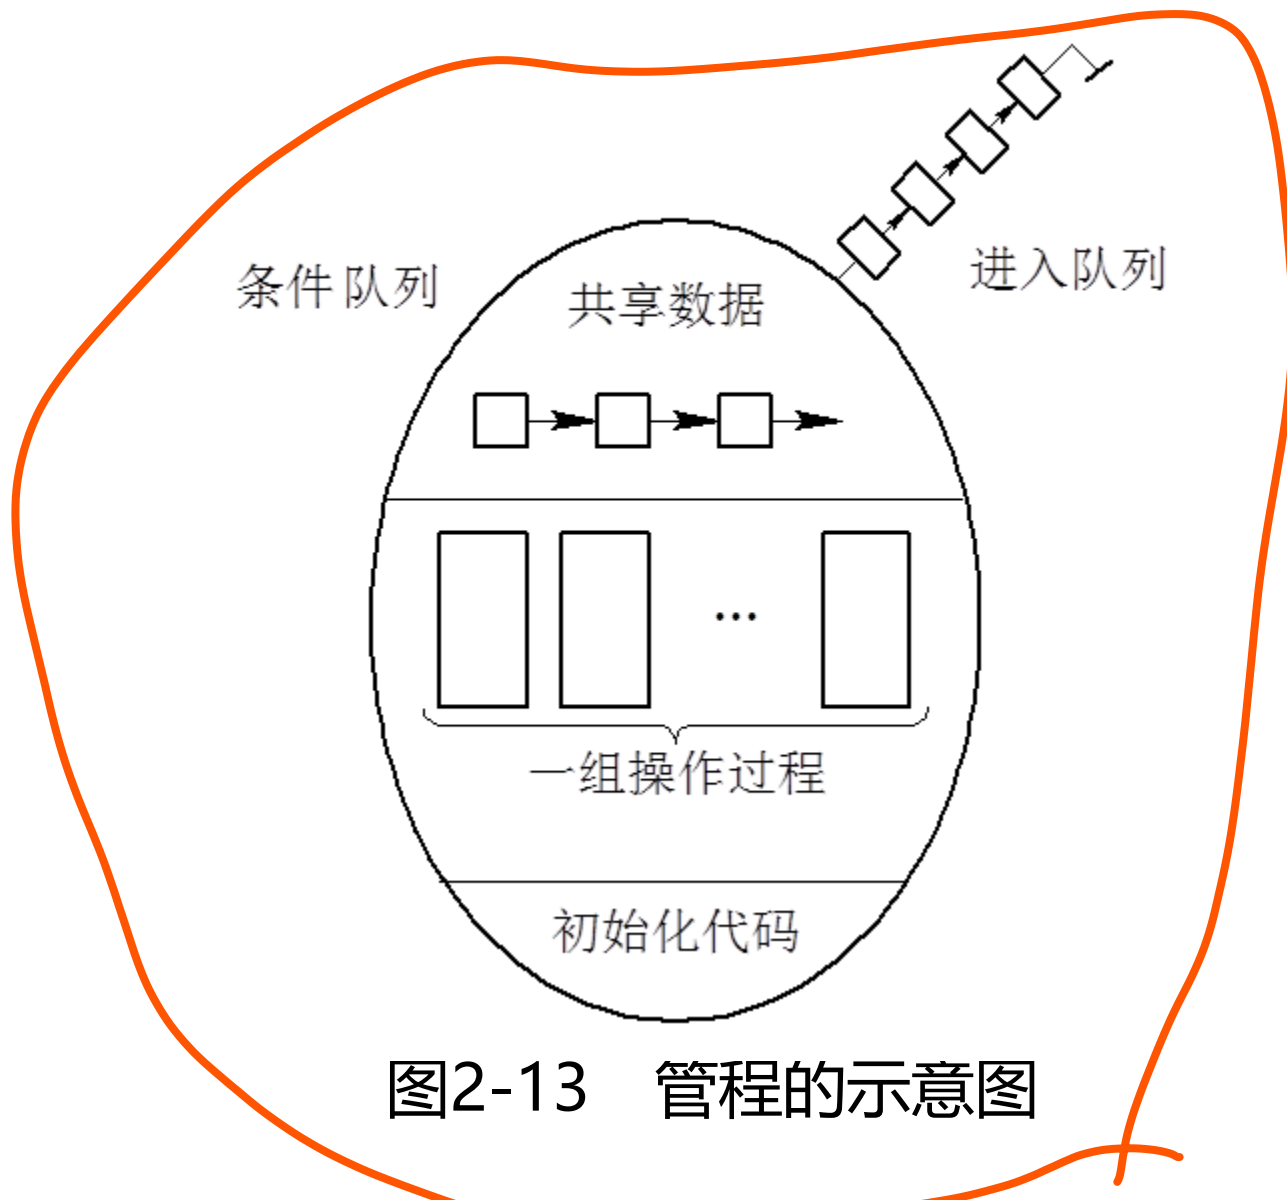 进入队列
条件队列
共享数据
…
一组操作过程
初始化代码
图2-13 管程的示意图